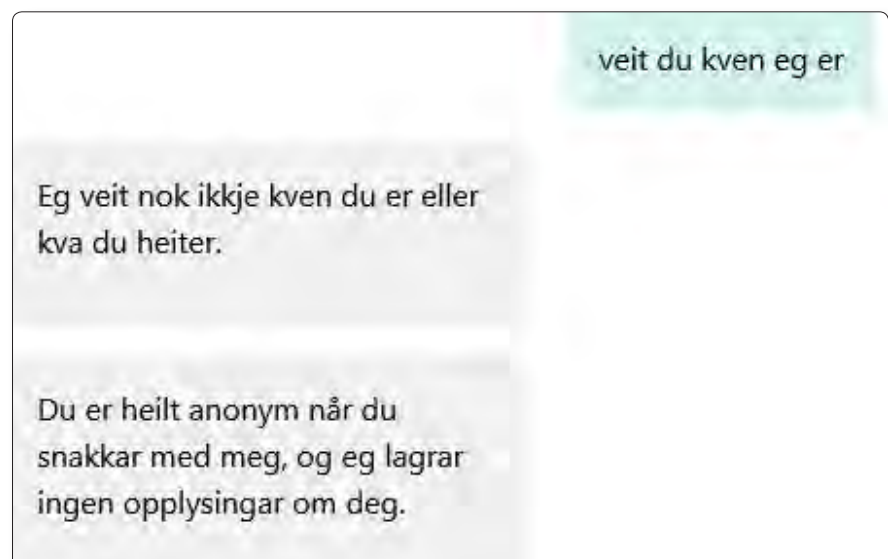 veit du kven eg er
Eg veit nok ikkje kven du er eller
kva du heiter.
Du er heilt anonym når du
snakkar med meg, og eg lagrar
ingen opplysingar om deg.